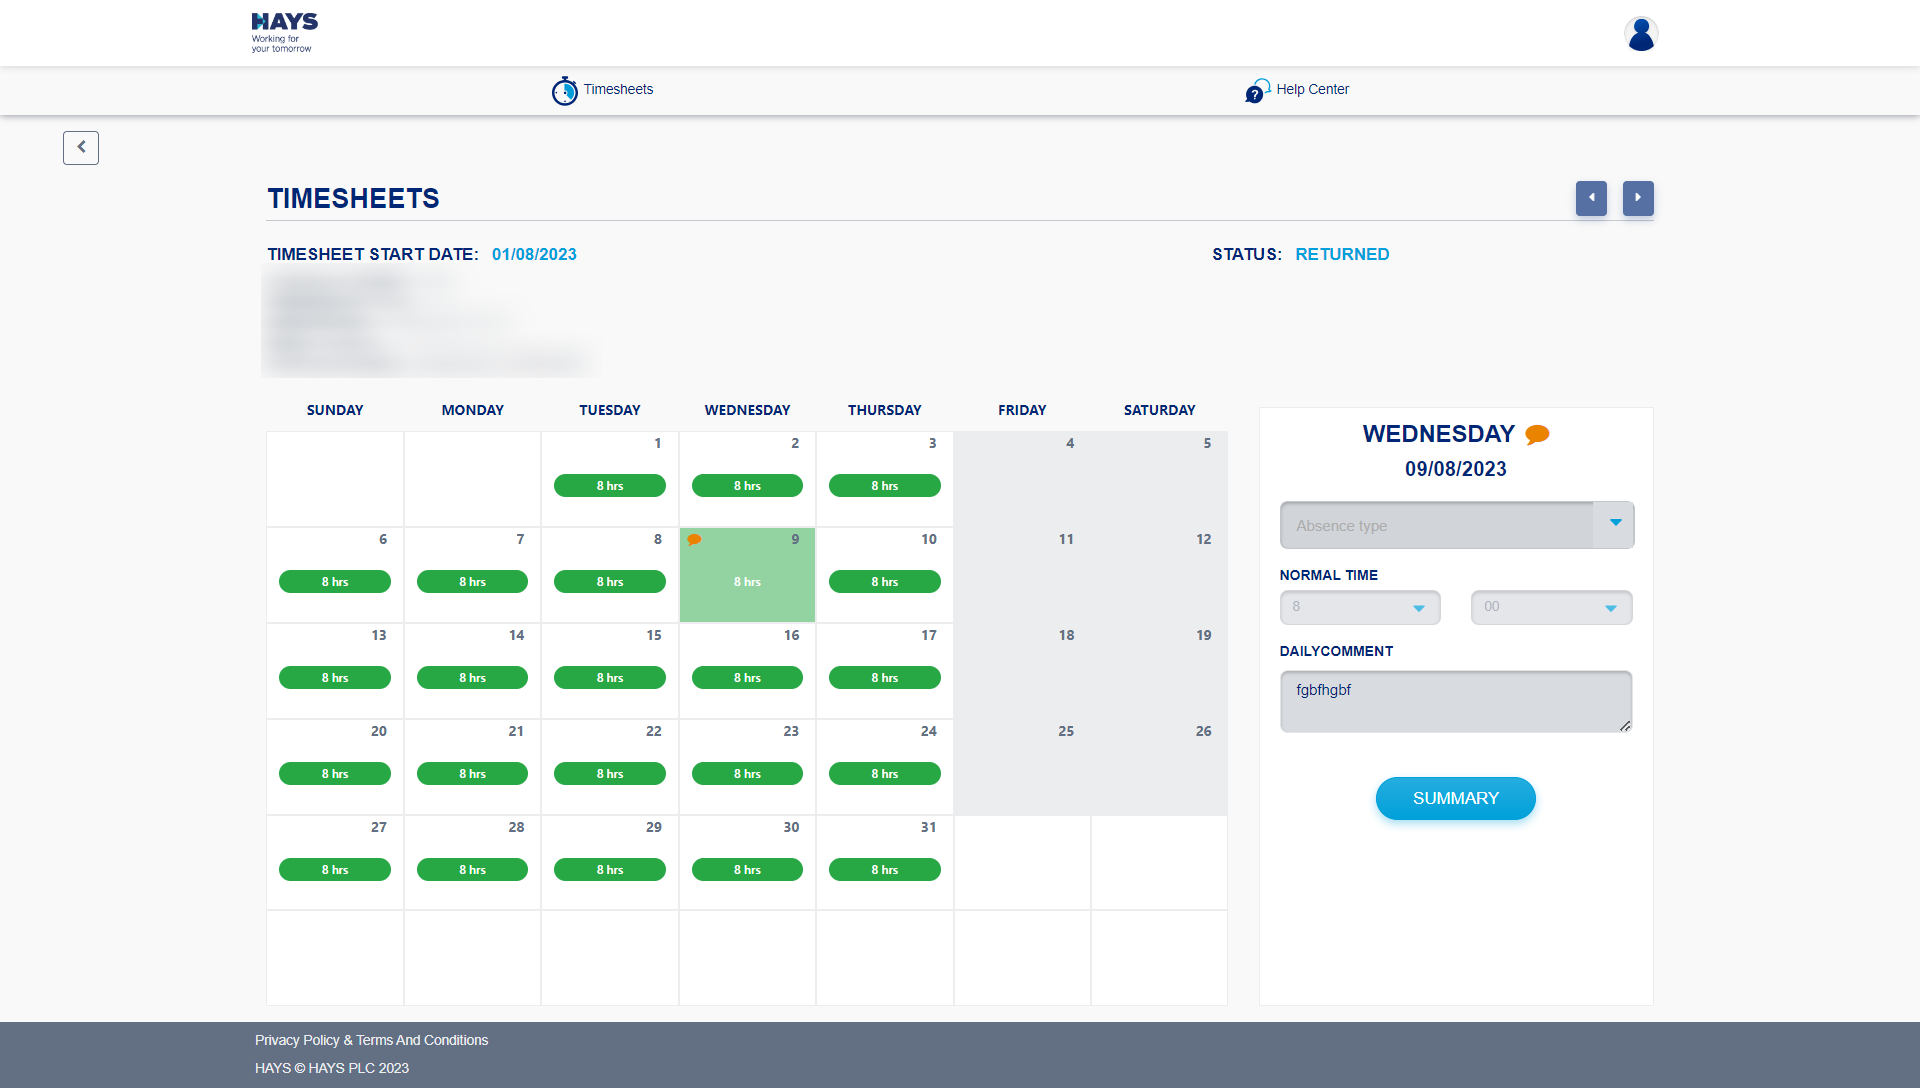 HAYS
Working for
your tomorrow
Timesheets
Help Center
TIMESHEETS
TIMESHEET START DATE: 01/08/2023
STATUS: RETURNED
SUNDAY MONDAY TUESDAY WEDNESDAY THURSDAY FRIDAY SATURDAY
1 2 3 4 5
8 hrs 8 hrs 8 hrs
6 7 8 9 10 11 12
8 hrs 8 hrs 8 hrs 8 hrs 8 hrs
13 14 15 16 17 18 19
8 hrs 8 hrs 8 hrs 8 hrs 8 hrs
20 21 22 23 24 25 26
8 hrs 8 hrs 8 hrs 8 hrs 8 hrs
27 28 29 30 31
8 hrs 8 hrs 8 hrs 8 hrs 8 hrs
WEDNESDAY
09/08/2023
Absence type
NORMAL TIME
8 00
DAILYCOMMENT
fgbfhgbf
SUMMARY
Privacy Policy & Terms And Conditions
HAYS © HAYS PLC 2023